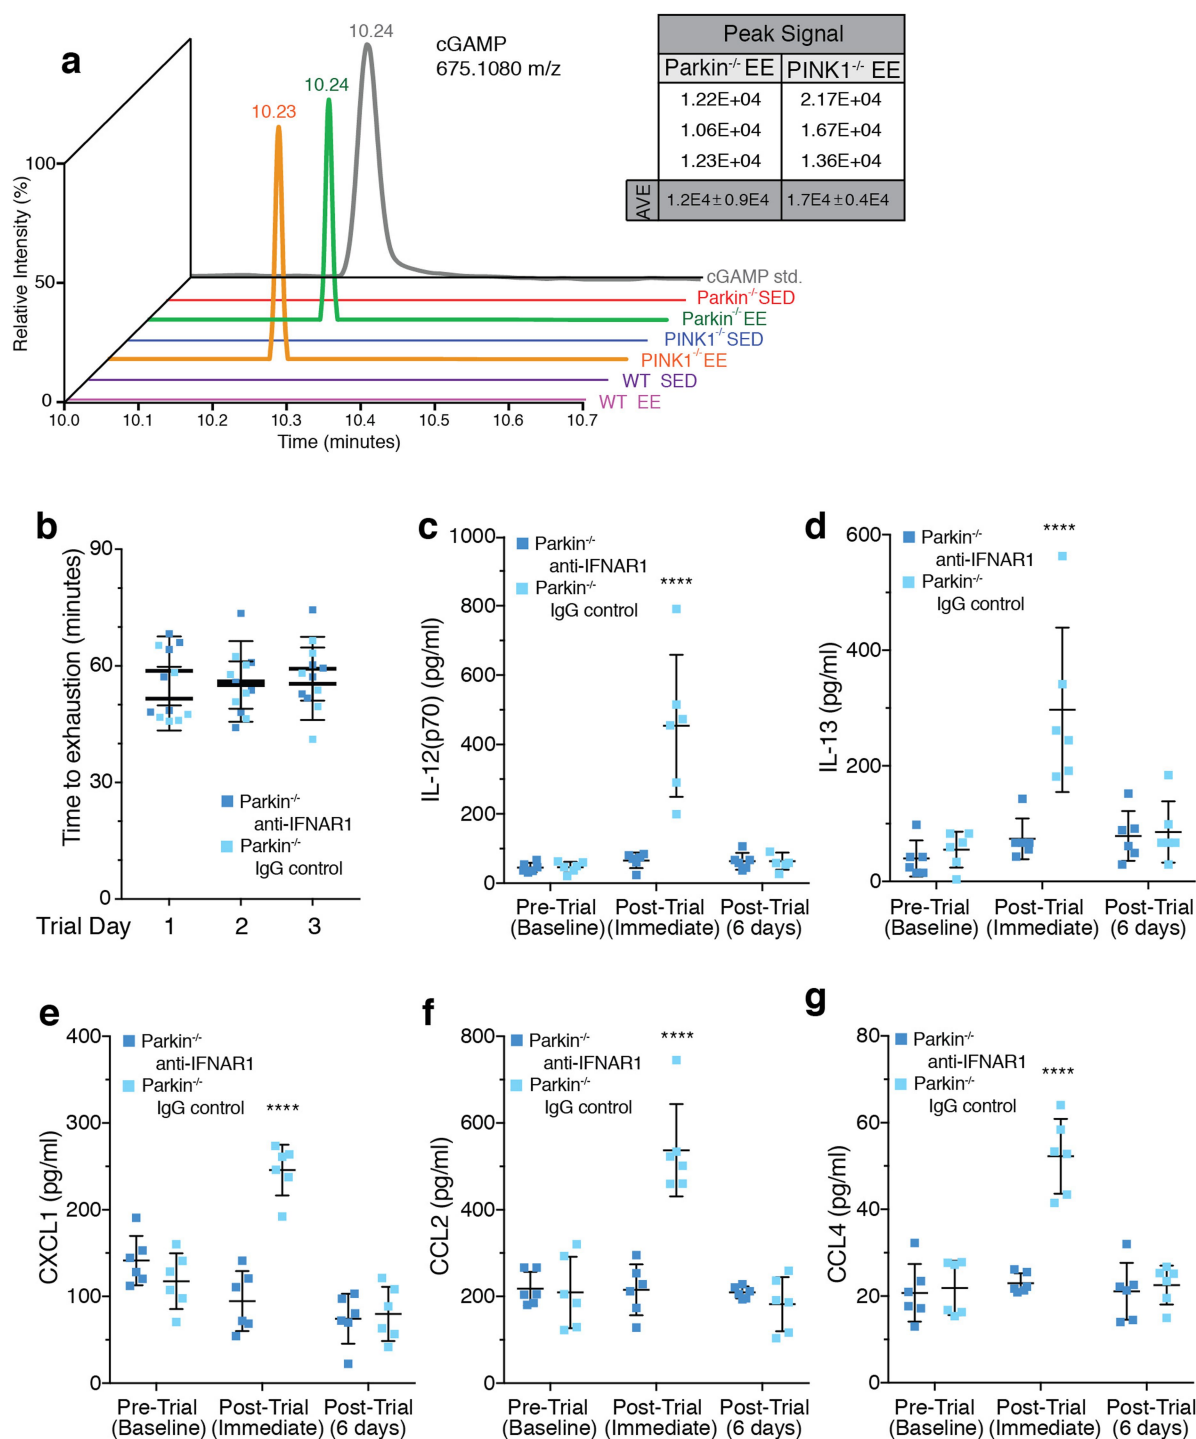 a
10.24
10.24
10.23
cGAMP
675.1080 m/z
Peak Signal
Parkin-/- EE PINK1-/- EE
1.22E+04 2.17E+04
1.06E+04 1.67E+04
1.23E+04 1.36E+04
AVE 1.2E4±0.9E4 1.7E4±0.4E4
Relative Intensity (%)
100
50
0
cGAMP std.
Parkin-/-SED
Parkin-/-EE
PINK1-/-SED
PINK1-/-EE
WT SED
WT EE
10.0 10.1 10.2 10.3 10.4 10.5 10.6 10.7
Time (minutes)
b
Time to exhaustion (minutes)
90
60
30
0
Parkin-/-
anti-IFNAR1
Parkin-/-
IgG control
Trial Day 1 2 3
c
IL-12(p70) (pg/ml)
1000
800
600
400
200
0
Parkin-/-
anti-IFNAR1
Parkin-/-
IgG control
****
Pre-Trial Post-Trial Post-Trial
(Baseline) (Immediate) (6 days)
d
IL-13 (pg/ml)
600
400
200
0
Parkin-/-
anti-IFNAR1
Parkin-/-
IgG control
****
Pre-Trial Post-Trial Post-Trial
(Baseline) (Immediate) (6 days)
e
CXCL1 (pg/ml)
400
300
200
100
0
Parkin-/-
anti-IFNAR1
Parkin-/-
IgG control
****
Pre-Trial Post-Trial Post-Trial
(Baseline) (Immediate) (6 days)
f
CCL2 (pg/ml)
800
600
400
200
0
Parkin-/-
anti-IFNAR1
Parkin-/-
IgG control
****
Pre-Trial Post-Trial Post-Trial
(Baseline) (Immediate) (6 days)
g
CCL4 (pg/ml)
80
60
40
20
0
Parkin-/-
anti-IFNAR1
Parkin-/-
IgG control
****
Pre-Trial Post-Trial Post-Trial
(Baseline) (Immediate) (6 days)